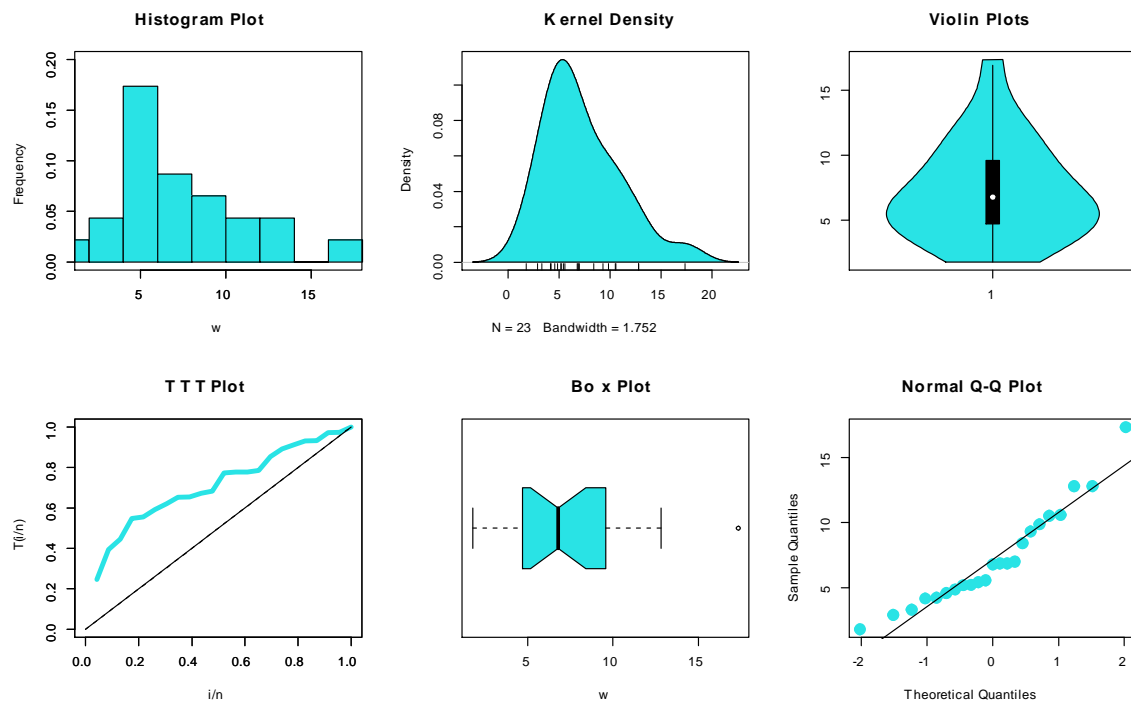 Histogram Plot
Frequency
0.00 0.05 0.10 0.15 0.20
5 10 15
w
K ernel Density
Density
0.00 0.04 0.08
0 5 10 15 20
N = 23 Bandwidth = 1.752
Violin Plots
5 10 15
1
T T T Plot
T(i/n)
0.0 0.2 0.4 0.6 0.8 1.0
0.0 0.2 0.4 0.6 0.8 1.0
i/n
Bo x Plot
5 10 15
w
Normal Q-Q Plot
Sample Quantiles
5 10 15
-2 -1 0 1 2
Theoretical Quantiles